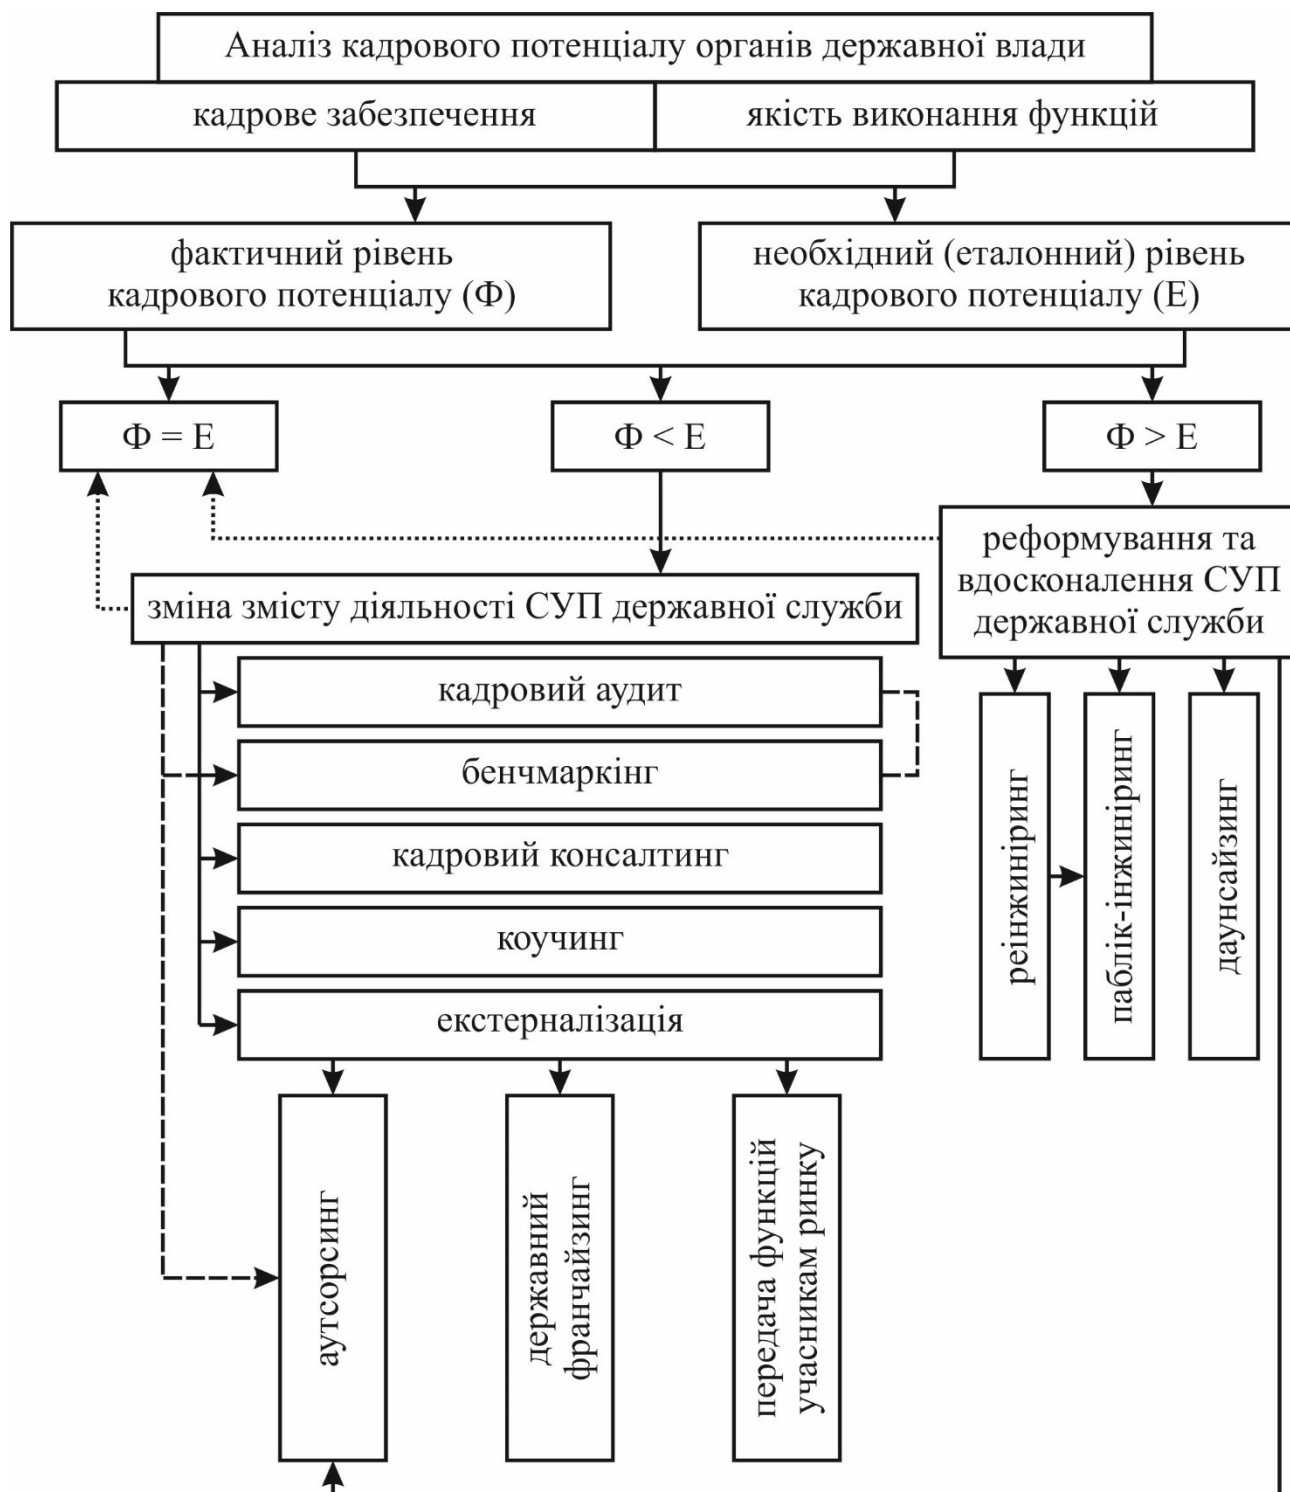 Аналіз кадрового потенціалу органів державної влади
кадрове забезпечення
якість виконання функцій
фактичний рівень
кадрового потенціалу (Ф)
необхідний (еталонний) рівень
кадрового потенціалу (Е)
Ф = Е
Ф < Е
Ф > Е
реформування та
вдосконалення СУП
державної служби
зміна змісту діяльності СУП державної служби
кадровий аудит
бенчмаркінг
кадровий консалтинг
коучинг
екстерналізація
реінжиніринг
паблік-інжиніринг
даунсайзинг
аутсорсинг
державний
франчайзинг
передача функцій
учасникам ринку